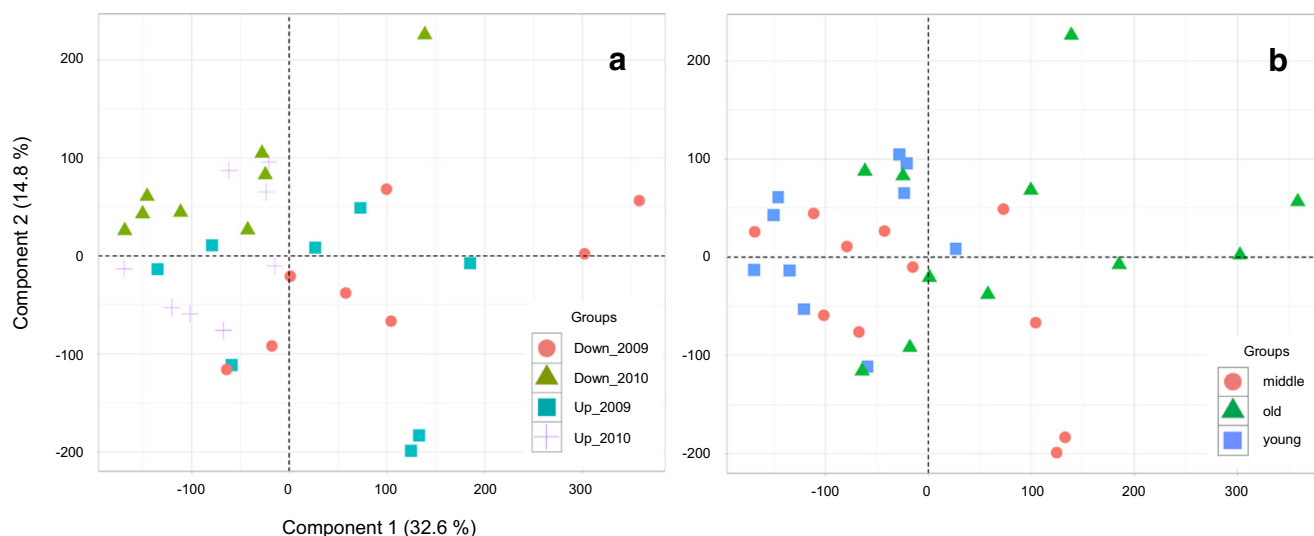 a
b
Component 2 (14.8 %)
200
100
0
-100
-200
-100
0
100
200
300
Component 1 (32.6 %)
Groups
Down_2009
Down_2010
Up_2009
Up_2010
200
100
0
-100
-200
-100
0
100
200
300
Groups
middle
old
young